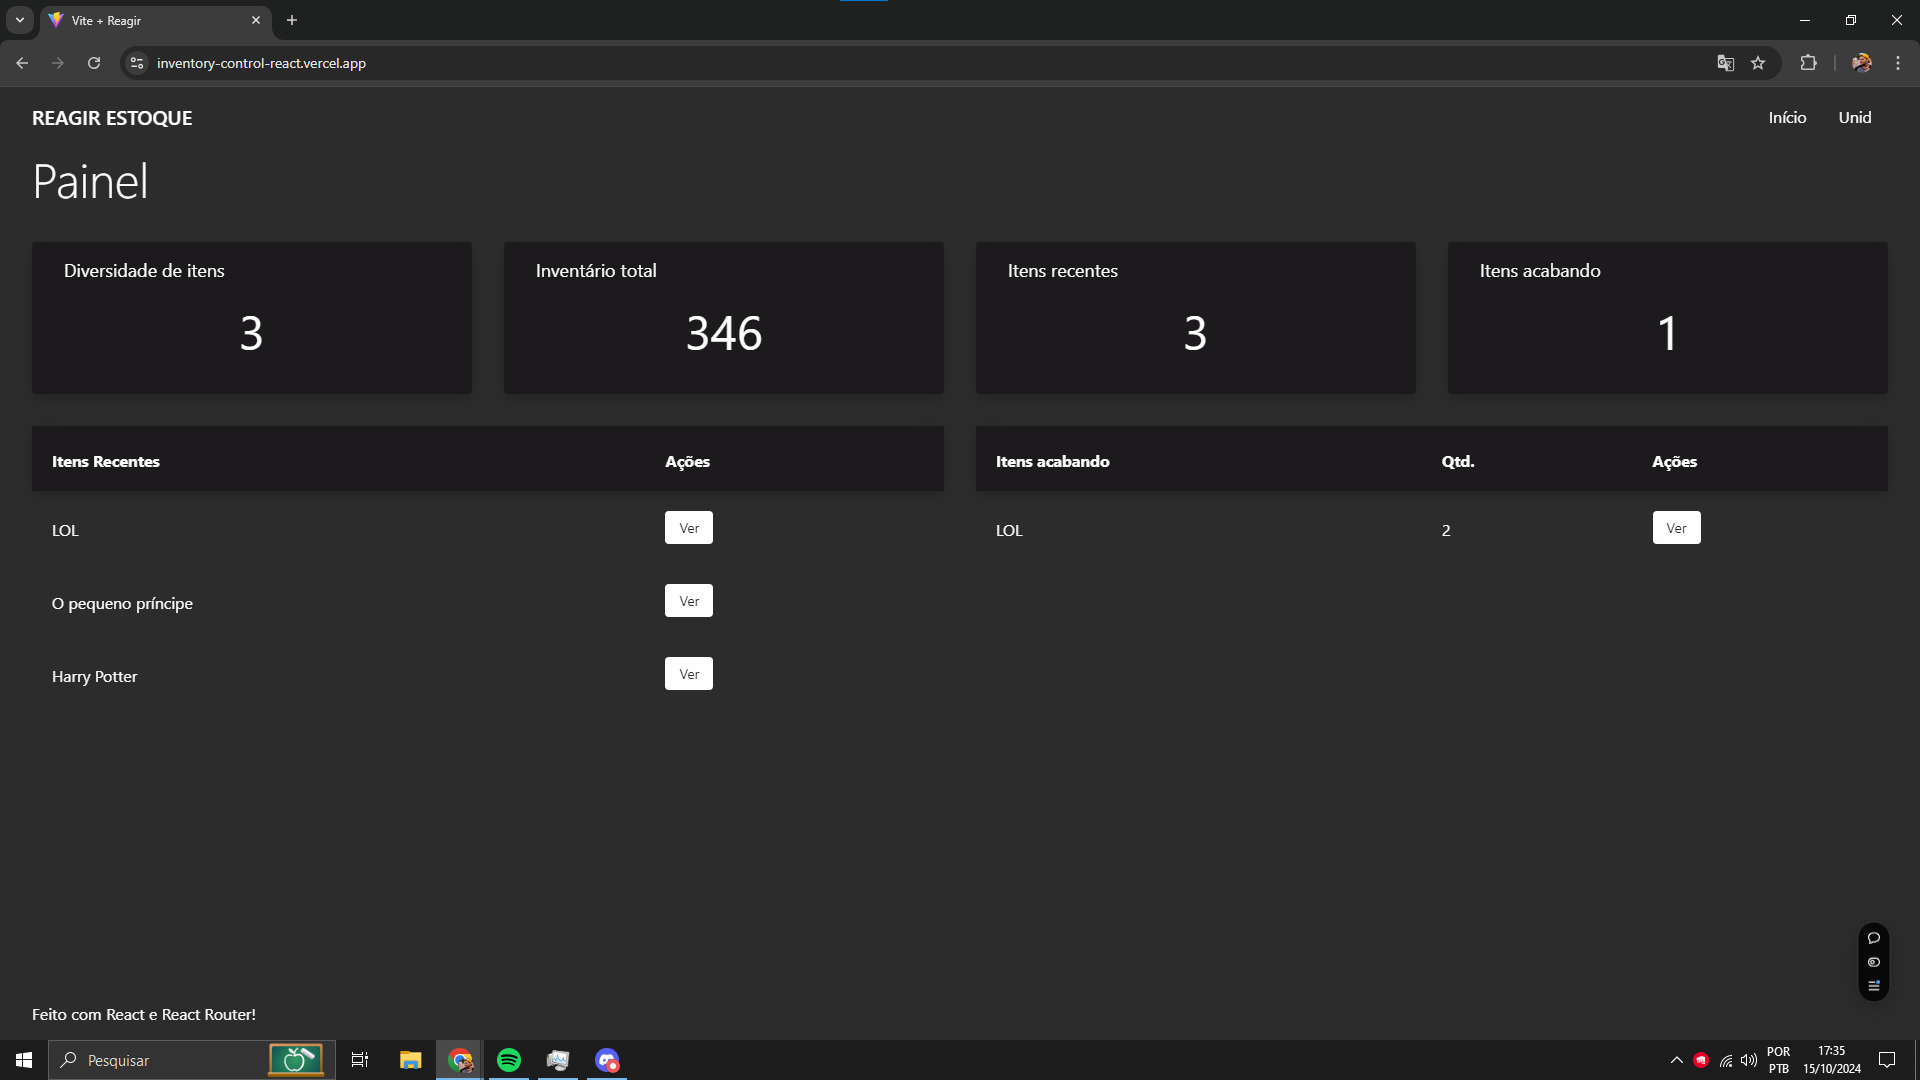 Vite + Reagir
inventory-control-react.vercel.app
REAGIR ESTOQUE
Início
Unid
Painel
Diversidade de itens
3
Inventário total
346
Itens recentes
3
Itens acabando
1
Itens Recentes
Ações
LOL
Ver
O pequeno príncipe
Ver
Harry Potter
Ver
Itens acabando
Qtd.
Ações
LOL
2
Ver
Feito com React e React Router!
Pesquisar
POR
PTB
17:35
15/10/2024